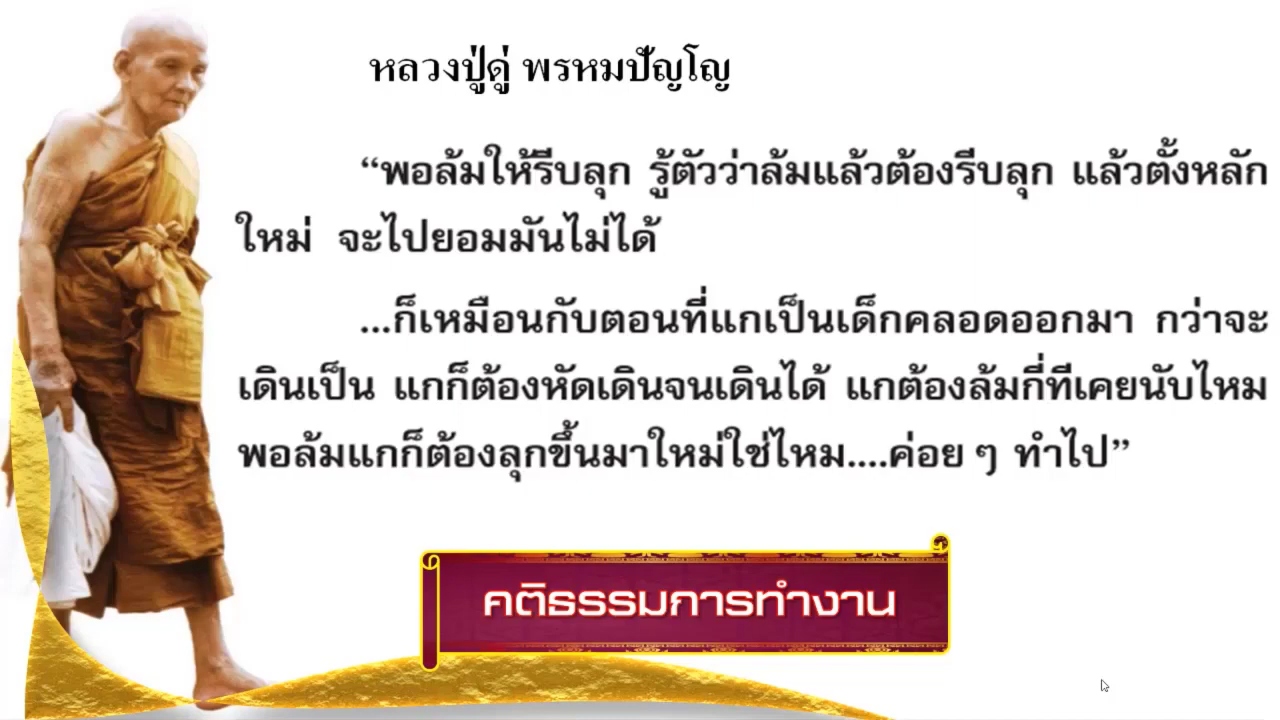 หลวงปู่ดู่ พรหมปัญโญ
“พอล้มให้รีบลุก รู้ตัวว่าล้มแล้วต้องรีบลุก แล้วตั้งหลัก
ใหม่ จะไปยอมมันไม่ได้
...ก็เหมือนกับตอนที่แกเป็นเด็กคลอดออกมา กว่าจะ
เดินเป็น แกก็ต้องหัดเดินจนเดินได้ แกต้องล้มกี่ทีเคยนับไหม
พอล้มแกก็ต้องลุกขึ้นมาใหม่ใช่ไหม....ค่อย ๆ ทำไป”
คติธรรมการทำงาน